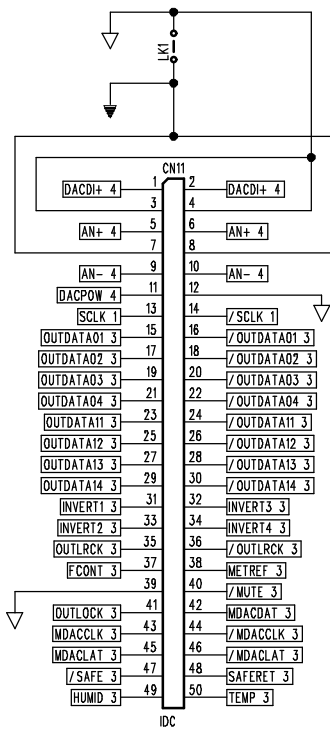 LK1
CN11
DACDI+ 4 1 2 DACDI+ 4
3 4
AN+ 4 5 6 AN+ 4
7 8
AN- 4 9 10 AN- 4
DACPOW 4 11 12
SCLK 1 13 14 /SCLK 1
OUTDATA01 3 15 16 /OUTDATA01 3
OUTDATA02 3 17 18 /OUTDATA02 3
OUTDATA03 3 19 20 /OUTDATA03 3
OUTDATA04 3 21 22 /OUTDATA04 3
OUTDATA11 3 23 24 /OUTDATA11 3
OUTDATA12 3 25 26 /OUTDATA12 3
OUTDATA13 3 27 28 /OUTDATA13 3
OUTDATA14 3 29 30 /OUTDATA14 3
INVERT1 3 31 32 INVERT3 3
INVERT2 3 33 34 INVERT4 3
OUTLRCK 3 35 36 /OUTLRCK 3
FCONT 3 37 38 METREF 3
39 40 /MUTE 3
OUTLOCK 3 41 42 MDACDAT 3
MDACCLK 3 43 44 /MDACCLK 3
MDACLAT 3 45 46 /MDACLAT 3
/SAFE 3 47 48 SAFERET 3
HUMID 3 49 50 TEMP 3
IDC